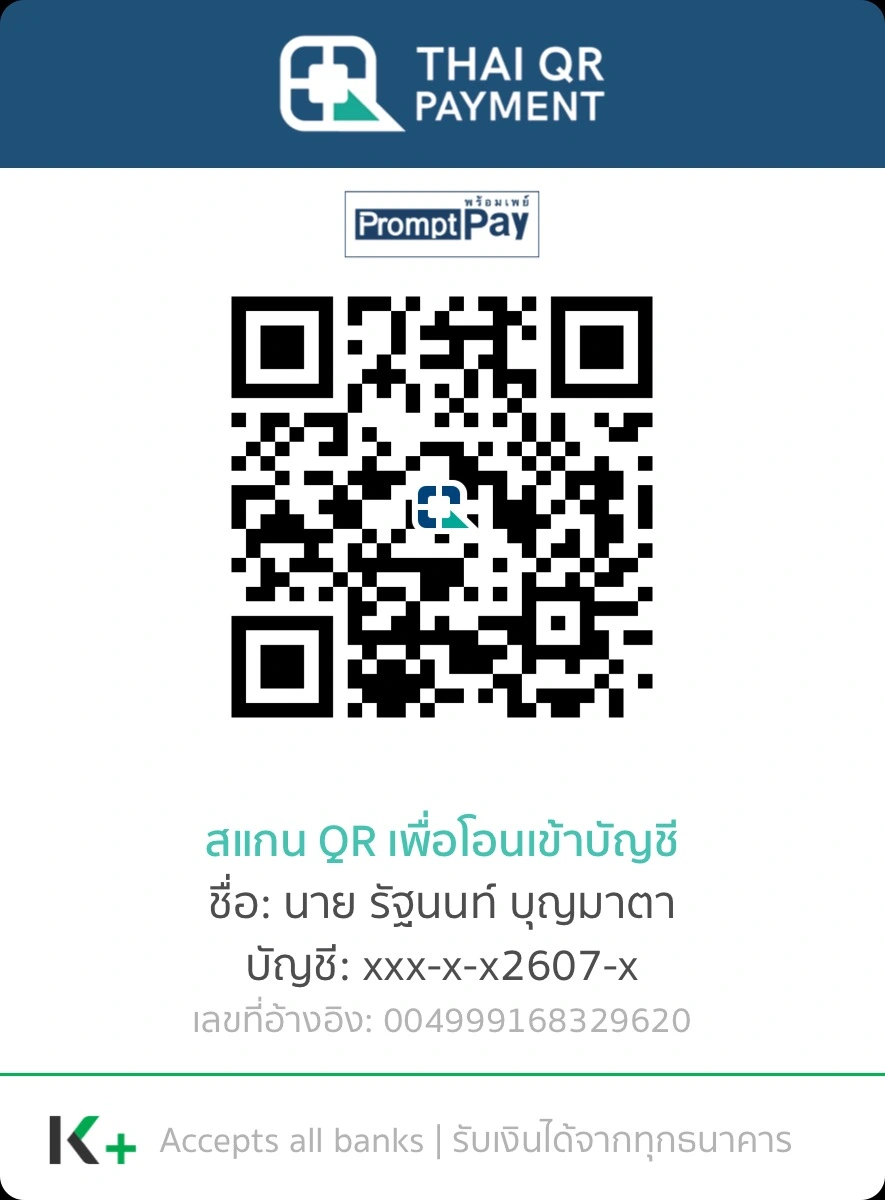 THAI QR
PAYMENT
พร้อมเพย์
PromptPay
สแกน QR เพื่อโอนเข้าบัญชี
ชื่อ: นาย รัฐนนท์ บุญมาตา
บัญชี: xxx-x-x2607-x
เลขที่อ้างอิง: 004999168329620
K+ Accepts all banks | รับเงินได้จากทุกธนาคาร